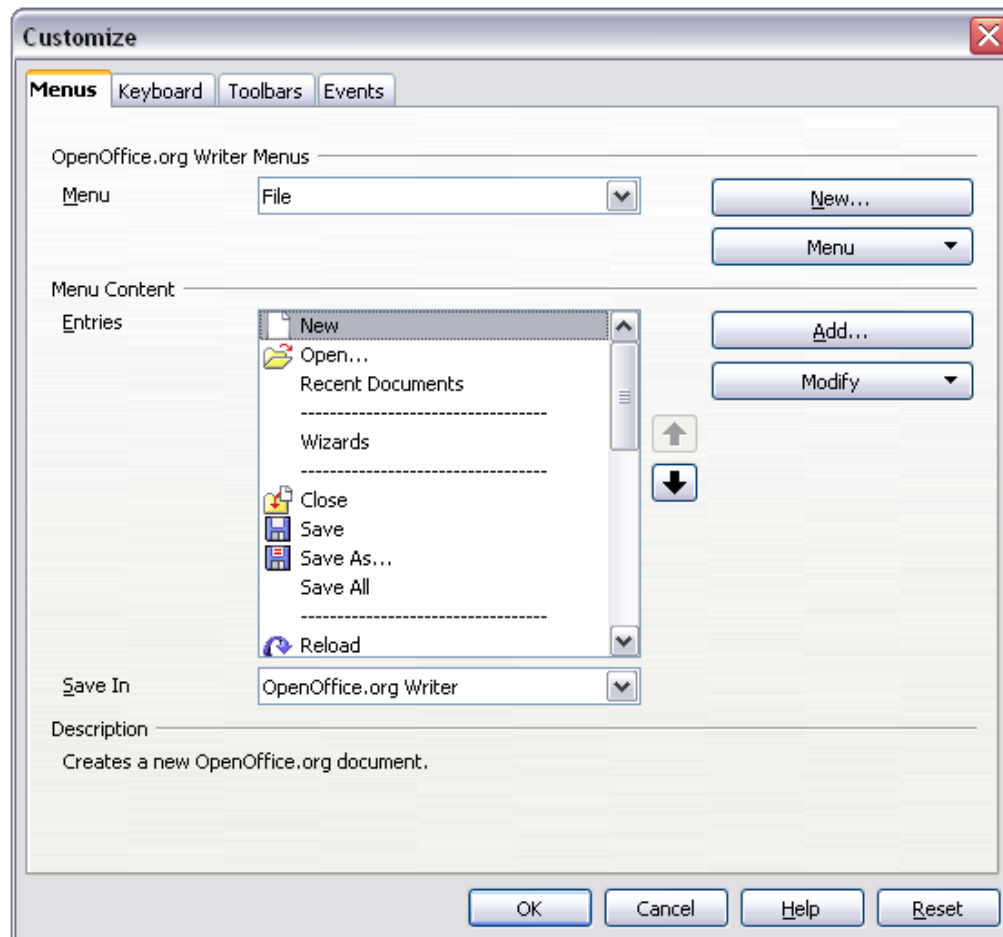 Customize
Menus Keyboard Toolbars Events
OpenOffice.org Writer Menus
Menu File New...
Menu
Menu Content
Entries New Add...
Open...
Recent Documents Modify
----------------------------------
Wizards
----------------------------------
Close
Save
Save As...
Save All
----------------------------------
Reload
Save In OpenOffice.org Writer
Description
Creates a new OpenOffice.org document.
OK Cancel Help Reset